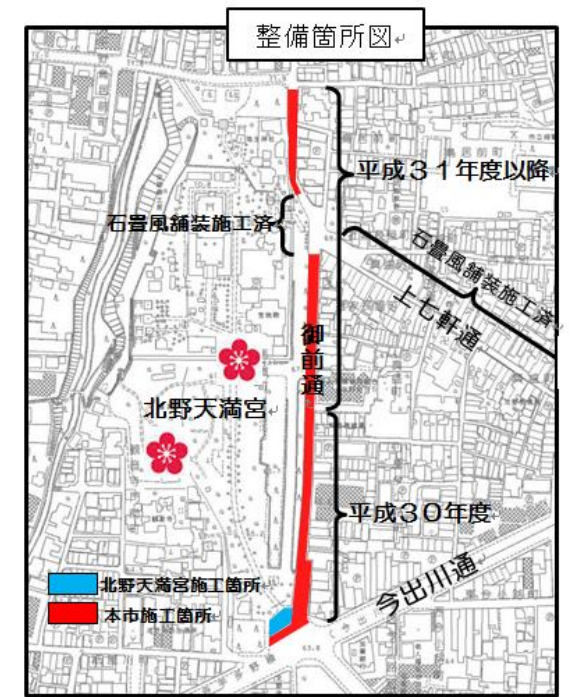 整備箇所図
平成31年度以降
石畳風舗装施工済
石畳風舗装施工済
上七軒通
御前通
北野天満宮
平成30年度
今出川通
北野天満宮施工箇所
本市施工箇所